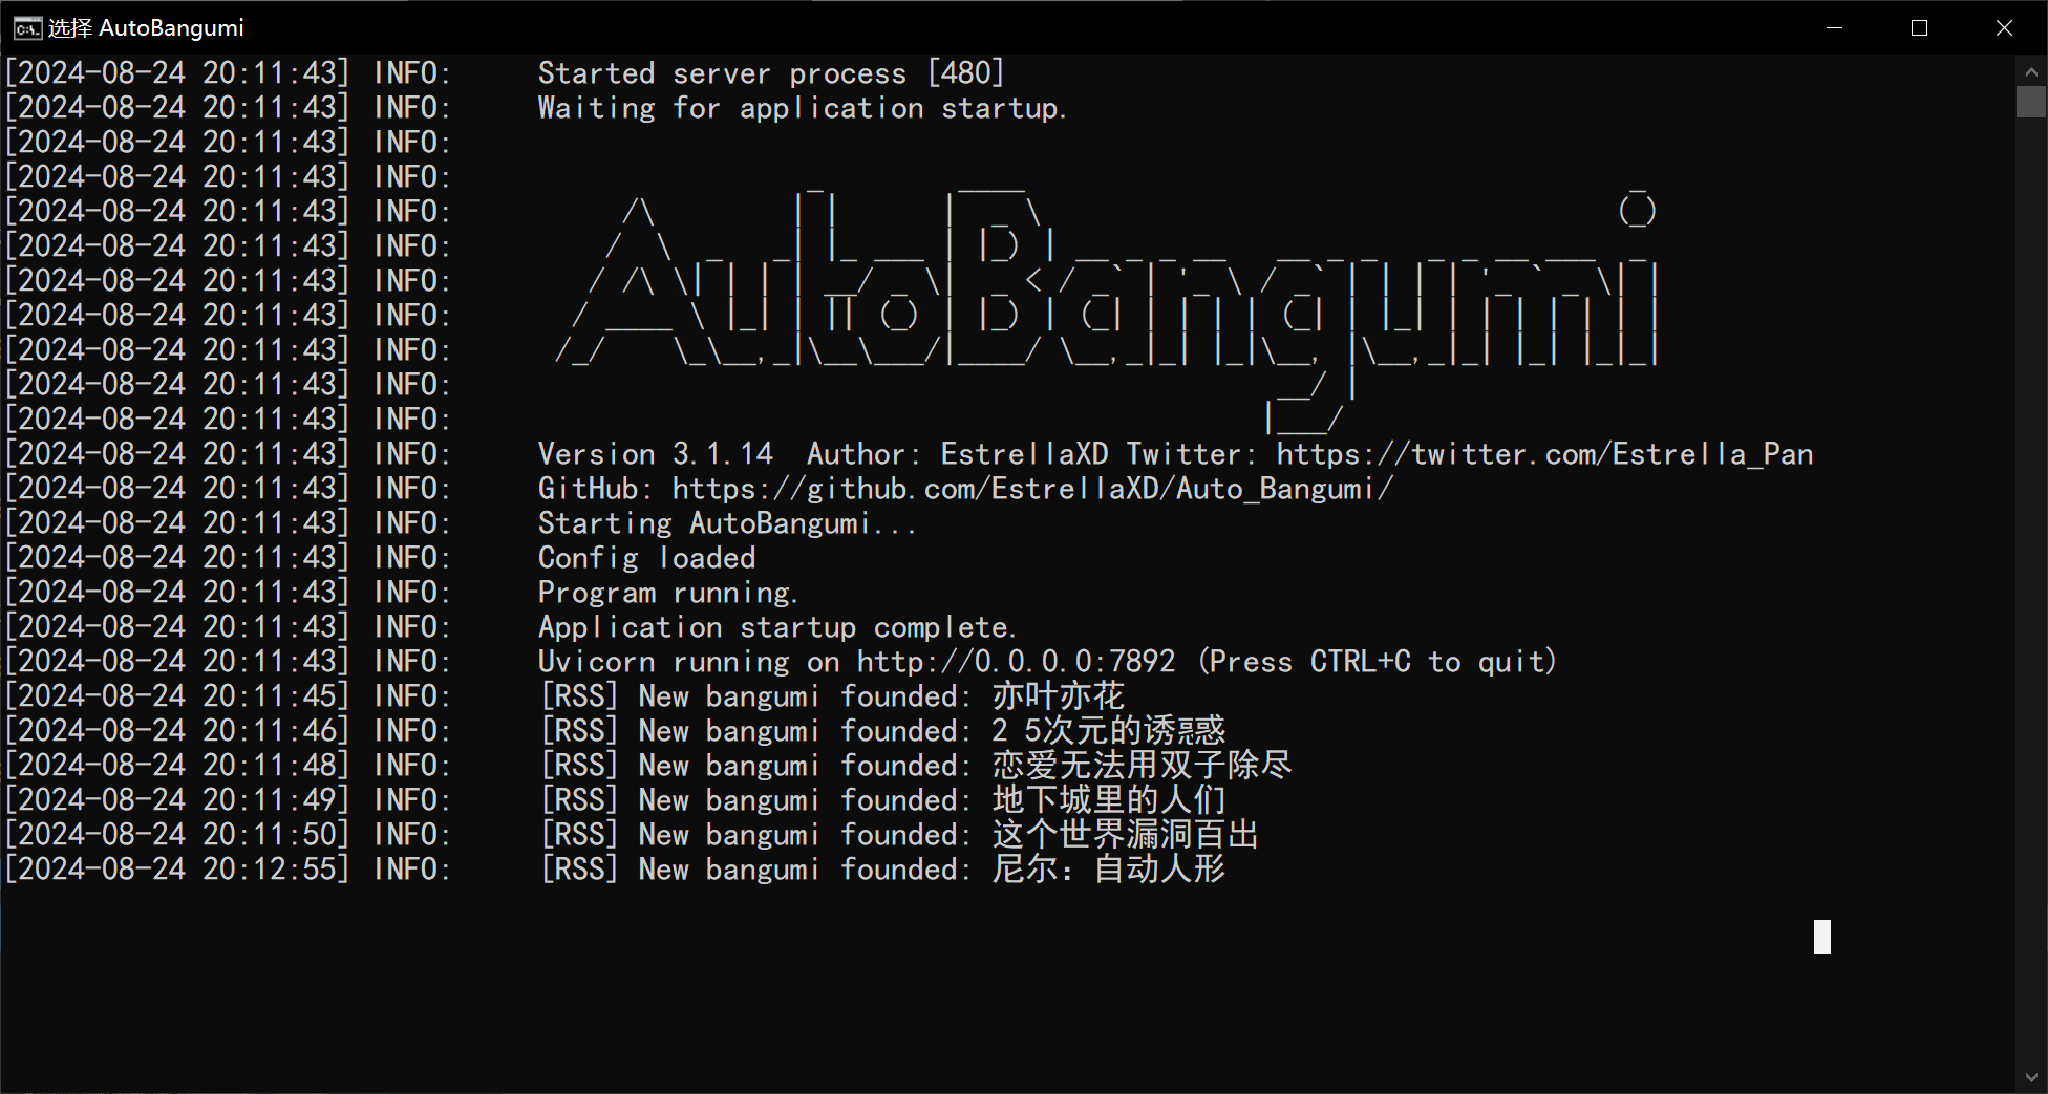 选择 AutoBangumi
[2024-08-24 20:11:43] INFO:     Started server process [480]
[2024-08-24 20:11:43] INFO:     Waiting for application startup.
[2024-08-24 20:11:43] INFO:
[2024-08-24 20:11:43] INFO:
[2024-08-24 20:11:43] INFO:
[2024-08-24 20:11:43] INFO:
[2024-08-24 20:11:43] INFO:
[2024-08-24 20:11:43] INFO:
[2024-08-24 20:11:43] INFO:
[2024-08-24 20:11:43] INFO:
[2024-08-24 20:11:43] INFO:
AutoBangumi
[2024-08-24 20:11:43] INFO:     Version 3.1.14  Author: EstrellaXD Twitter: https://twitter.com/Estrella_Pan
[2024-08-24 20:11:43] INFO:     GitHub: https://github.com/EstrellaXD/Auto_Bangumi/
[2024-08-24 20:11:43] INFO:     Starting AutoBangumi...
[2024-08-24 20:11:43] INFO:     Config loaded
[2024-08-24 20:11:43] INFO:     Program running.
[2024-08-24 20:11:43] INFO:     Application startup complete.
[2024-08-24 20:11:43] INFO:     Uvicorn running on http://0.0.0.0:7892 (Press CTRL+C to quit)
[2024-08-24 20:11:45] INFO:     [RSS] New bangumi founded: 亦叶亦花
[2024-08-24 20:11:46] INFO:     [RSS] New bangumi founded: 2 5次元的诱惑
[2024-08-24 20:11:48] INFO:     [RSS] New bangumi founded: 恋爱无法用双子除尽
[2024-08-24 20:11:49] INFO:     [RSS] New bangumi founded: 地下城里的人们
[2024-08-24 20:11:50] INFO:     [RSS] New bangumi founded: 这个世界漏洞百出
[2024-08-24 20:12:55] INFO:     [RSS] New bangumi founded: 尼尔：自动人形